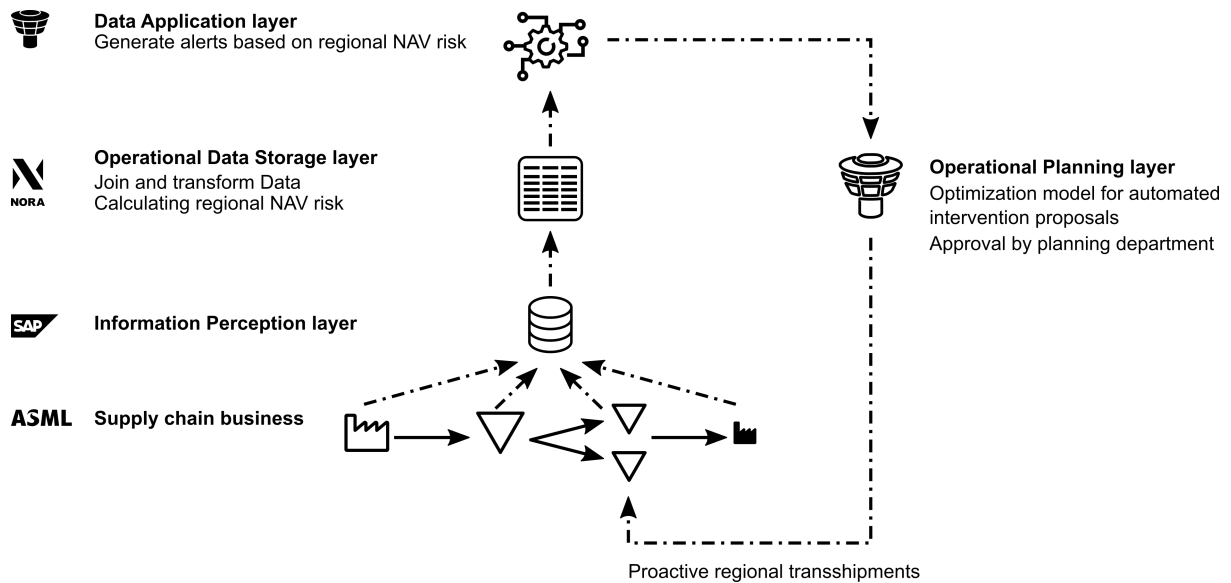 Data Application layer
Generate alerts based on regional NAV risk
Operational Data Storage layer
Join and transform Data
Calculating regional NAV risk
NORA
Operational Planning layer
Optimization model for automated
intervention proposals
Approval by planning department
SAP
Information Perception layer
ASML
Supply chain business
Proactive regional transshipments